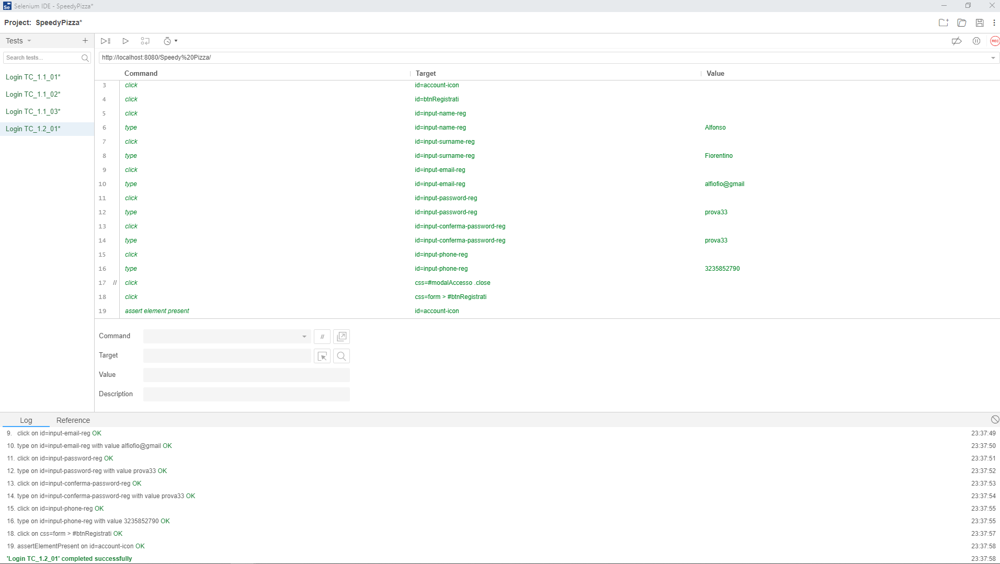 Selenium IDE - SpeedyPizza*
Project: SpeedyPizza*
Tests
Search tests...
Login TC_1.1_01*
Login TC_1.1_02*
Login TC_1.1_03*
Login TC_1.2_01*
REC
http://localhost:8080/Speedy%20Pizza/
Command Target Value
3 click id=account-icon
4 click id=btnRegistrati
5 click id=input-name-reg
6 type id=input-name-reg Alfonso
7 click id=input-surname-reg
8 type id=input-surname-reg Fiorentino
9 click id=input-email-reg
10 type id=input-email-reg alfiofio@gmail
11 click id=input-password-reg
12 type id=input-password-reg prova33
13 click id=input-conferma-password-reg
14 type id=input-conferma-password-reg prova33
15 click id=input-phone-reg
16 type id=input-phone-reg 3235852790
17 // click css=#modalAccesso .close
18 click css=form > #btnRegistrati
19 assert element present id=account-icon
Command //
Target
Value
Description
Log Reference
9. click on id=input-email-reg OK 23:37:49
10. type on id=input-email-reg with value alfiofio@gmail OK 23:37:50
11. click on id=input-password-reg OK 23:37:51
12. type on id=input-password-reg with value prova33 OK 23:37:52
13. click on id=input-conferma-password-reg OK 23:37:53
14. type on id=input-conferma-password-reg with value prova33 OK 23:37:54
15. click on id=input-phone-reg OK 23:37:55
16. type on id=input-phone-reg with value 3235852790 OK 23:37:55
18. click on css=form > #btnRegistrati OK 23:37:57
19. assertElementPresent on id=account-icon OK 23:37:58
'Login TC_1.2_01' completed successfully 23:37:58